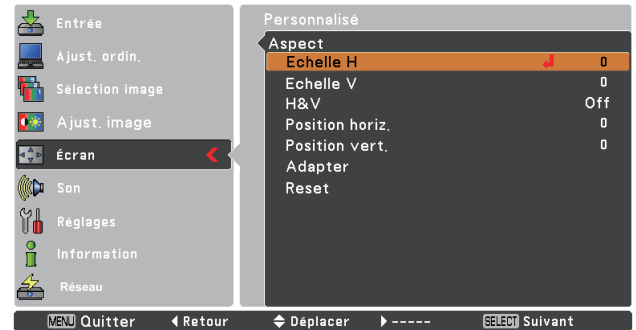 Entrée
Ajust. ordin.
Sélection image
Ajust. image
Écran
Son
Réglages
Information
Réseau
Personnalisé
Aspect
Echelle H 0
Echelle V 0
H&V Off
Position horiz. 0
Position vert. 0
Adapter
Reset
MENU Quitter Retour Déplacer ----- SELECT Suivant